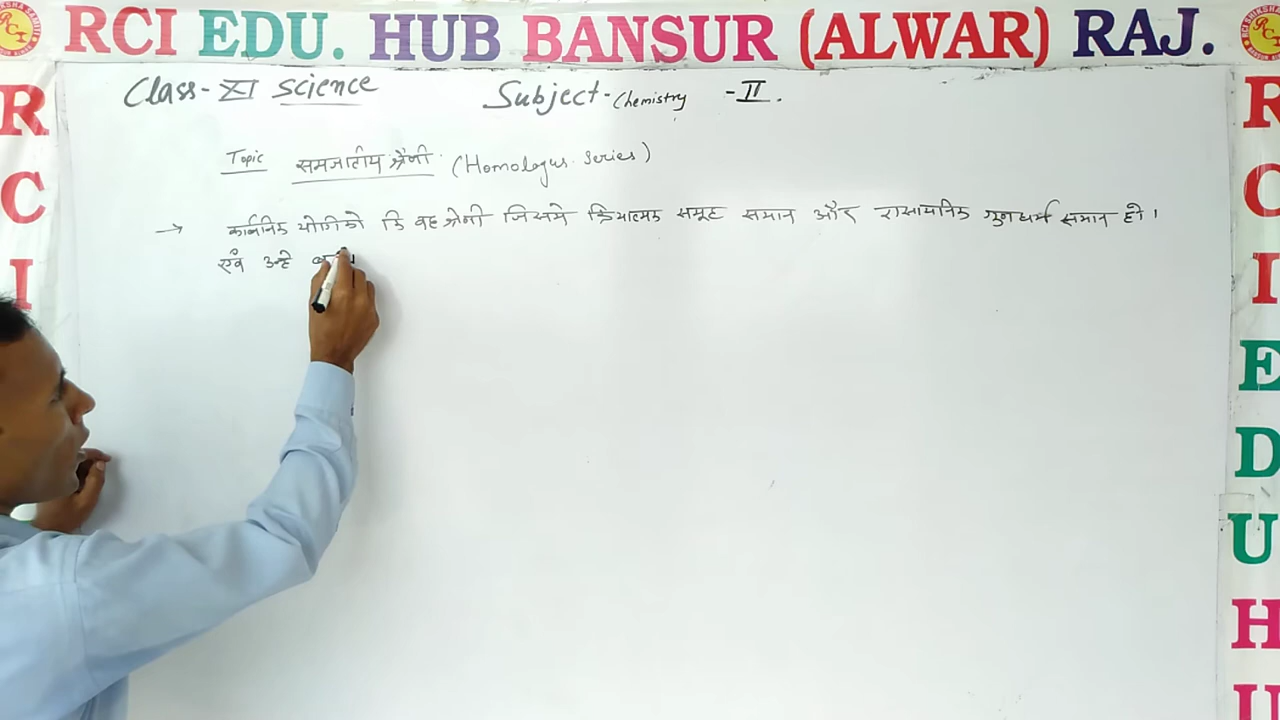 RCI EDU. HUB BANSUR (ALWAR) RAJ.
Class- XI Science
Subject- Chemistry -II.
Topic समजातीय श्रेणी (Homologus Series)
→ कार्बनिक योगिको कि वह श्रेणी जिसमे क्रियात्मक समूह समान और रासायनिक गुणधर्म समान हो।
एवं उन्हे
R
C
I
R
C
I
E
D
U
H
U